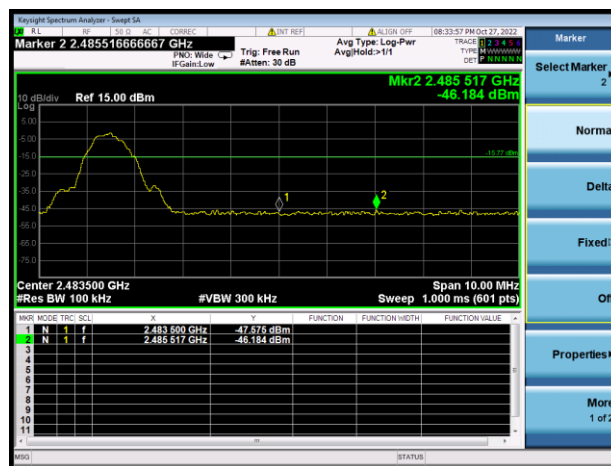 Keysight Spectrum Analyzer - Swept SA
RL RF 50 Ω AC CORREC INT REF ALIGN OFF 08:33:57 PM Oct 27, 2022
Marker 2 2.485516666667 GHz
PNO: Wide
IFGain:Low
Trig: Free Run
#Atten: 30 dB
Avg Type: Log-Pwr
Avg|Hold:>1/1
TRACE 1 2 3 4 5 6
TYPE M
DET P N N N N N
Mkr2 2.485 517 GHz
-46.184 dBm
10 dB/div Ref 15.00 dBm
Log
5.00
-5.00
-15.0
-15.77 dBm
-25.0
-35.0
-45.0
1
2
-55.0
-65.0
-75.0
Center 2.483500 GHz Span 10.00 MHz
#Res BW 100 kHz #VBW 300 kHz Sweep 1.000 ms (601 pts)
MKR MODE TRC SCL X Y FUNCTION FUNCTION WIDTH FUNCTION VALUE
1 N 1 f 2.483 500 GHz -47.575 dBm
2 N 1 f 2.485 517 GHz -46.184 dBm
3
4
5
6
7
8
9
10
11
MSG STATUS
Marker
Select Marker
2
Norma
Delta
Fixed
Of
Properties
More
1 of 2